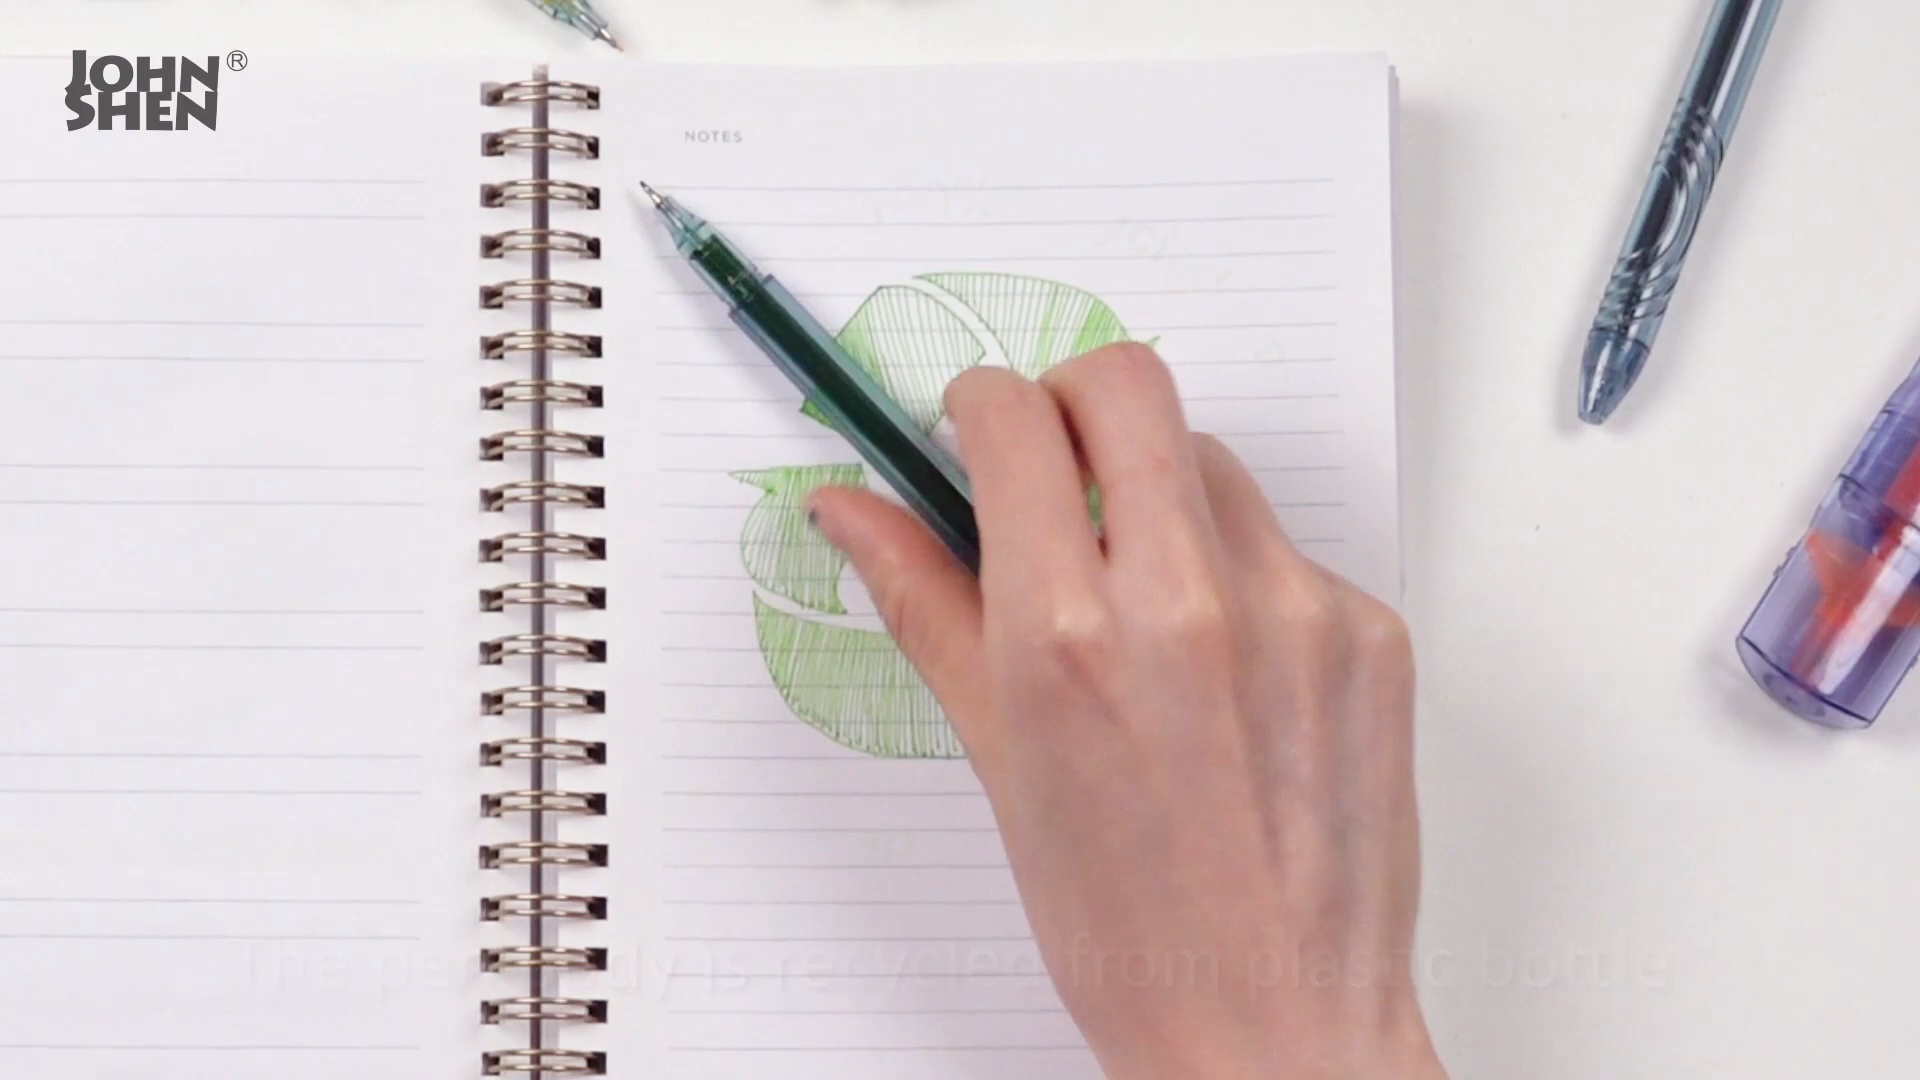 JOHN
SHEN®
NOTES
The pen body is recycled from plastic bottle